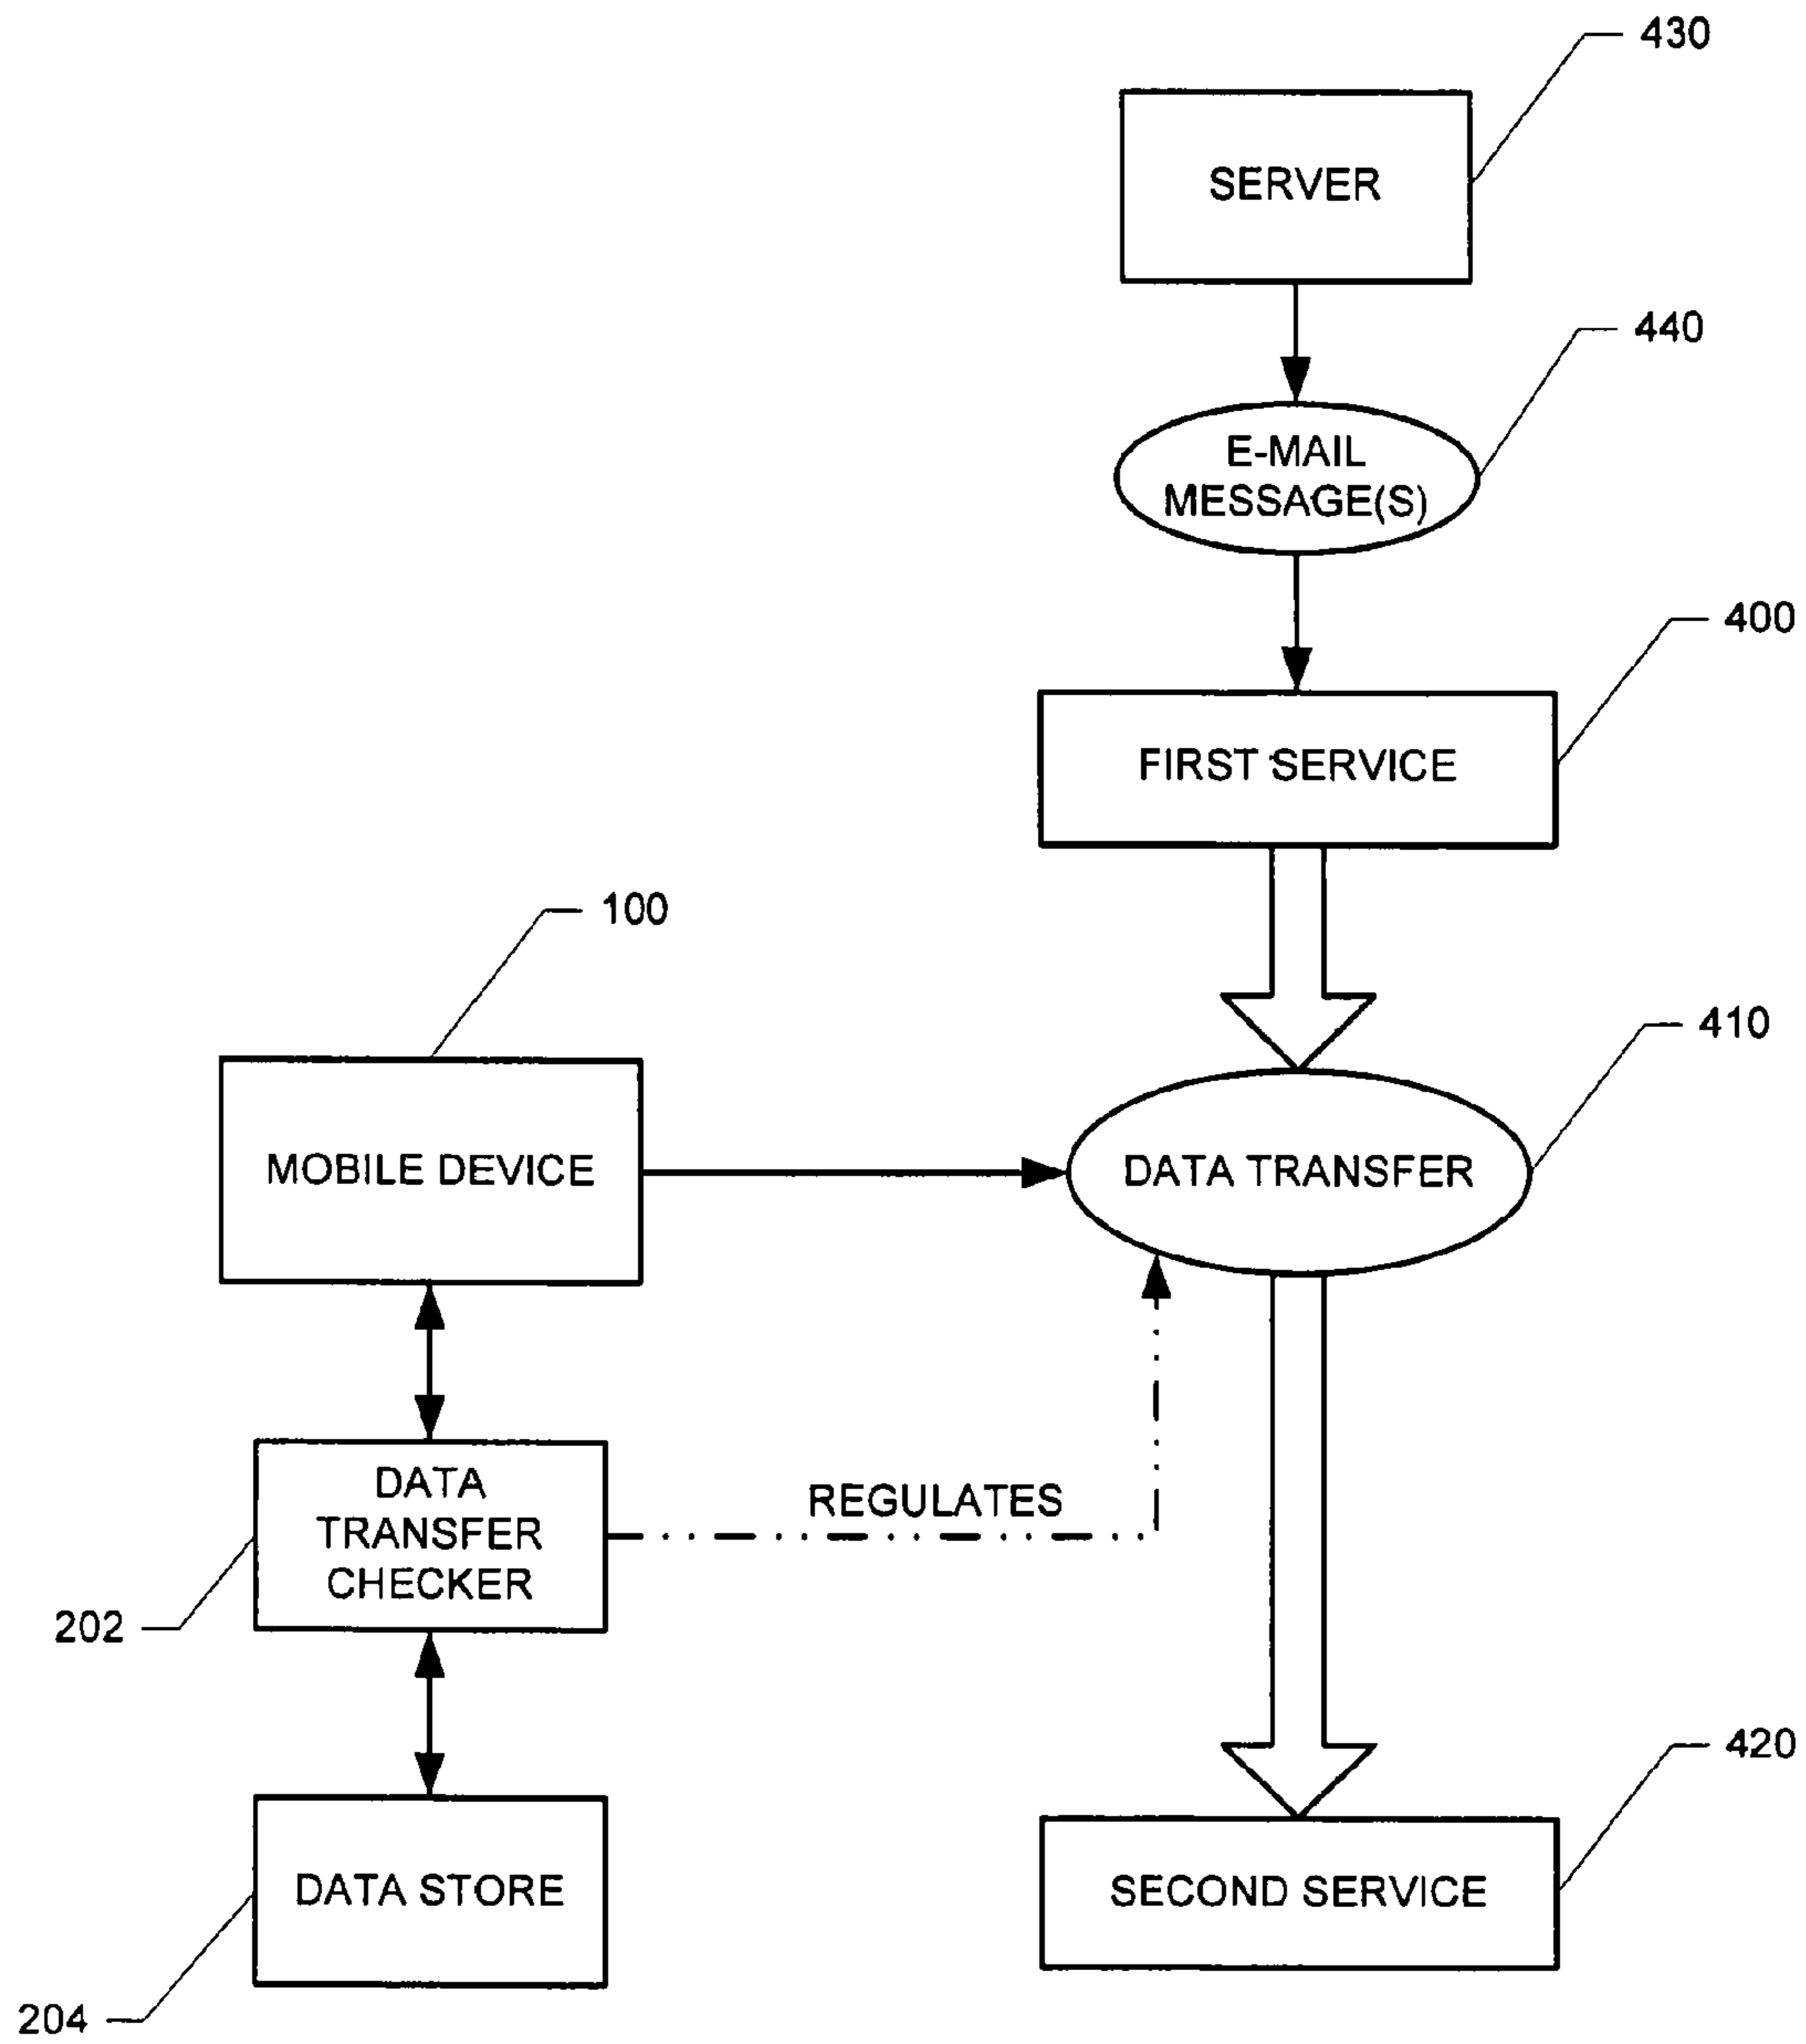 430
SERVER
440
E-MAIL
MESSAGE(S)
400
FIRST SERVICE
100
410
MOBILE DEVICE
DATA TRANSFER
DATA
TRANSFER
CHECKER
REGULATES
202
420
DATA STORE
SECOND SERVICE
204